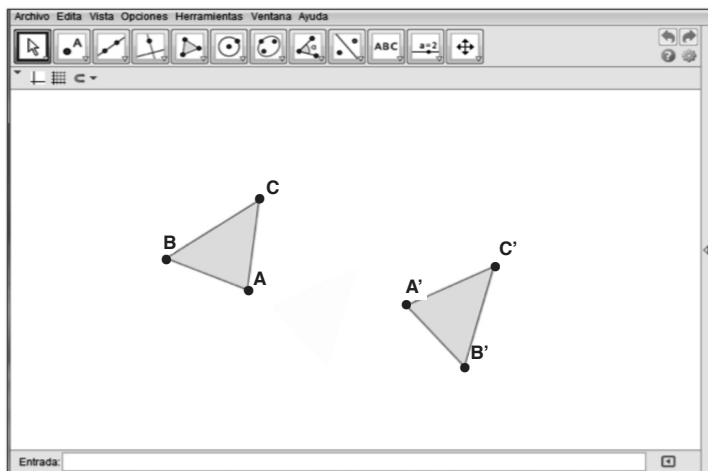 Archivo Edita Vista Opciones Herramientas Ventana Ayuda
A ABC a=2
C
B
A
C’
A’
B’
Entrada: